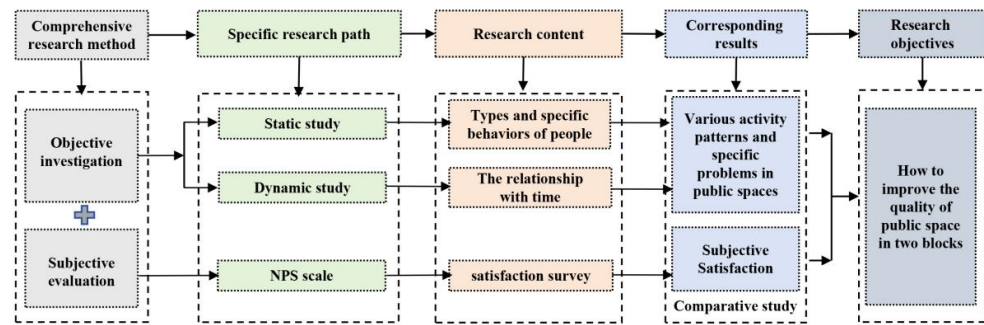 Comprehensive
research method
Specific research path
Research content
Corresponding
results
Research
objectives
Objective
investigation
Subjective
evaluation
Static study
Dynamic study
NPS scale
Types and specific
behaviors of people
The relationship
with time
satisfaction survey
Various activity
patterns and
specific
problems in
public spaces
Subjective
Satisfaction
Comparative study
How to
improve the
quality of
public space
in two blocks